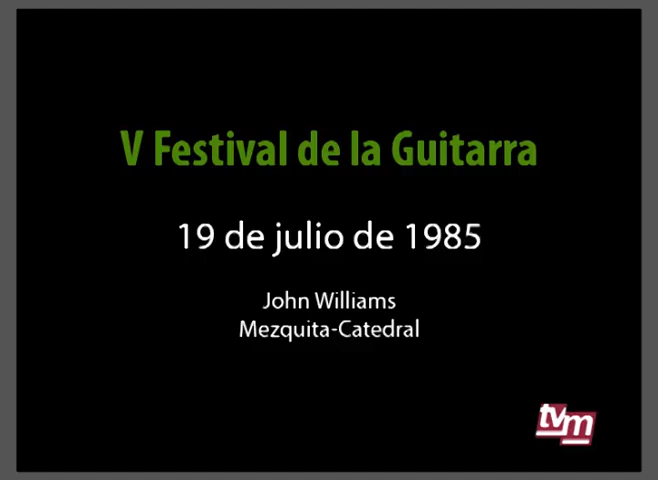 V Festival de la Guitarra
19 de julio de 1985
John Williams
Mezquita-Catedral
tvm